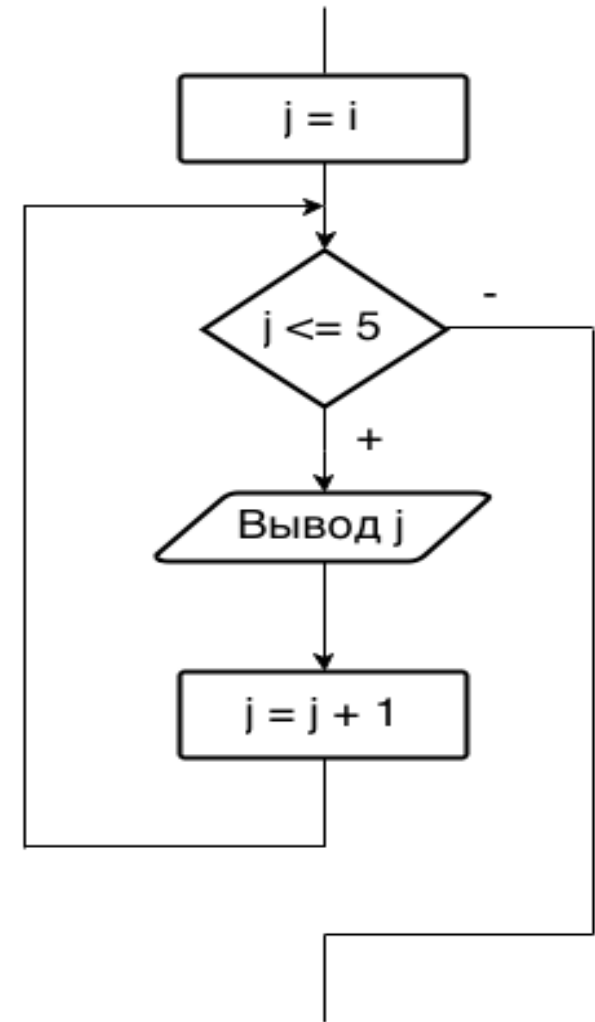 j = i
j <= 5
-
+
Вывод j
j = j + 1